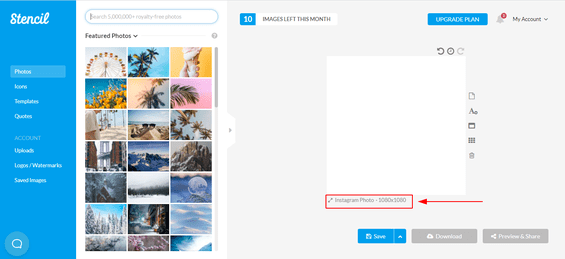 Stencil
Search 5,000,000+ royalty-free photos
10 IMAGES LEFT THIS MONTH
UPGRADE PLAN
My Account
Featured Photos
Photos
Icons
Templates
Quotes
ACCOUNT
Uploads
Logos / Watermarks
Saved Images
Instagram Photo - 1080x1080
Save
Download
Preview & Share